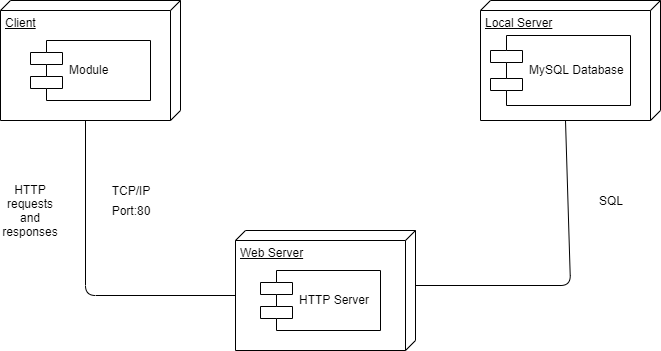 Client
Module
Local Server
MySQL Database
HTTP
requests
and
responses
TCP/IP
Port:80
SQL
Web Server
HTTP Server